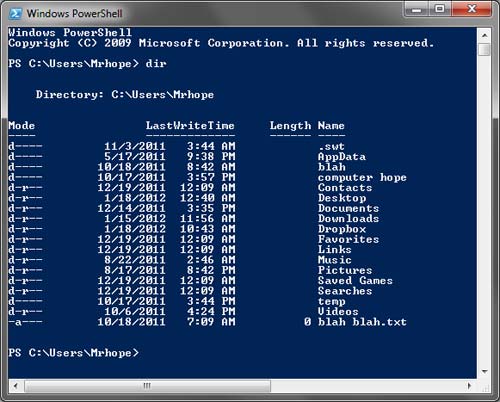 Windows PowerShell
Windows PowerShell
Copyright (C) 2009 Microsoft Corporation. All rights reserved.
PS C:\Users\Mrhope> dir
Directory: C:\Users\Mrhope
Mode LastWriteTime Length Name
---- ------------- ------ ----
d---- 11/3/2011 3:44 AM .swt
d---- 5/17/2011 9:38 PM AppData
d---- 10/18/2011 8:42 AM blah
d---- 10/17/2011 3:57 PM computer hope
d-r-- 12/19/2011 12:09 AM Contacts
d-r-- 1/18/2012 12:40 AM Desktop
d-r-- 12/14/2011 3:35 PM Documents
d-r-- 1/15/2012 11:56 AM Downloads
d-r-- 1/18/2012 10:43 AM Dropbox
d-r-- 12/19/2011 12:09 AM Favorites
d-r-- 12/19/2011 12:09 AM Links
d-r-- 8/22/2011 2:46 AM Music
d-r-- 8/17/2011 8:42 PM Pictures
d-r-- 12/19/2011 12:09 AM Saved Games
d-r-- 12/19/2011 12:09 AM Searches
d---- 10/17/2011 3:44 PM temp
d-r-- 10/6/2011 4:24 PM Videos
-a--- 10/18/2011 7:09 AM 0 blah blah.txt
PS C:\Users\Mrhope>